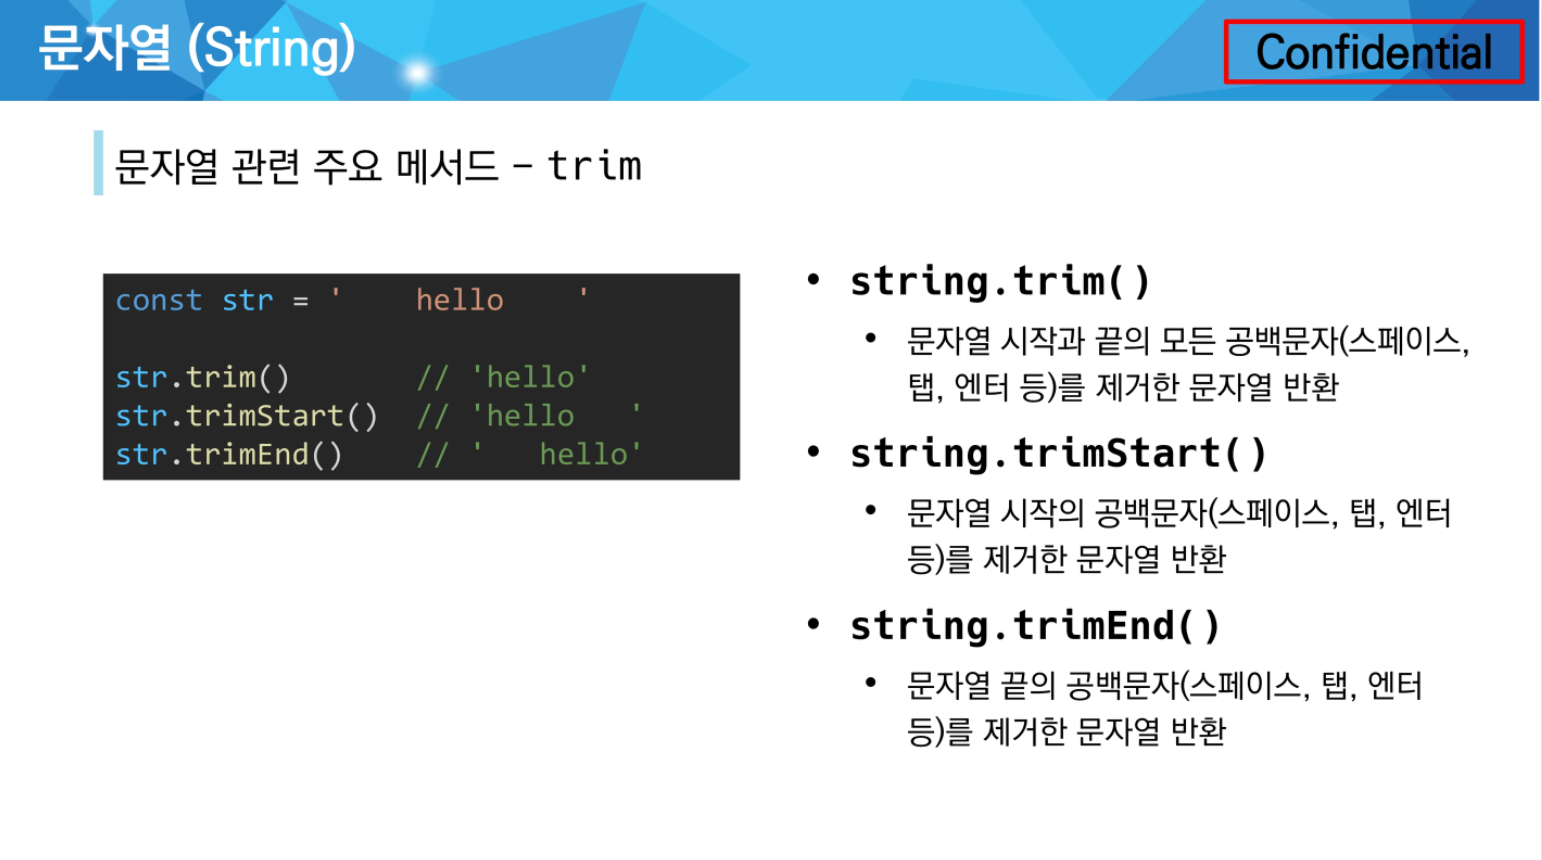 문자열 (String)
Confidential
문자열 관련 주요 메서드 – trim
const str = '    hello    '
str.trim()       // 'hello'
str.trimStart()  // 'hello   '
str.trimEnd()    // '   hello'
• string.trim()
• 문자열 시작과 끝의 모든 공백문자(스페이스,
탭, 엔터 등)를 제거한 문자열 반환
• string.trimStart()
• 문자열 시작의 공백문자(스페이스, 탭, 엔터
등)를 제거한 문자열 반환
• string.trimEnd()
• 문자열 끝의 공백문자(스페이스, 탭, 엔터
등)를 제거한 문자열 반환